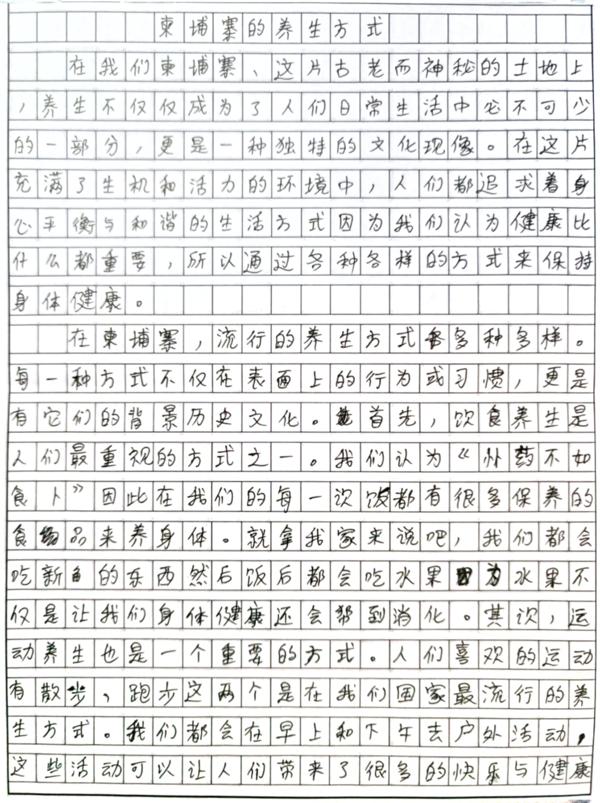 柬埔寨的养生方式
在我们柬埔寨、这片古老而神秘的土地上
,养生不仅仅成为了人们日常生活中必不可少
的一部分,更是一种独特的文化现像。在这片
充满了生机和活力的环境中,人们都追求着身
心平衡与和谐的生活方式因为我们认为健康比
什么都重要,所以通过各种各样的方式来保持
身体健康。
在柬埔寨,流行的养生方式多种多样。
每一种方式不仅在表面上的行为或习惯,更是
有它们的背景历史文化。首先,饮食养生是
人们最重视的方式之一。我们认为《卟药不如
食卜》因此在我们的每一次饭都有很多保养的
食品来养身体。就拿我家来说吧,我们都会
吃新的东西然后饭后都会吃水果因为水果不
仅是让我们身体健康还会帮到消化。其次,运
动养生也是一个重要的方式。人们喜欢的运动
有散步、跑步这两个是在我们国家最流行的养
生方式。我们都会在早上和下午去户外活动,
这些活动可以让人们带来了很多的快乐与健康